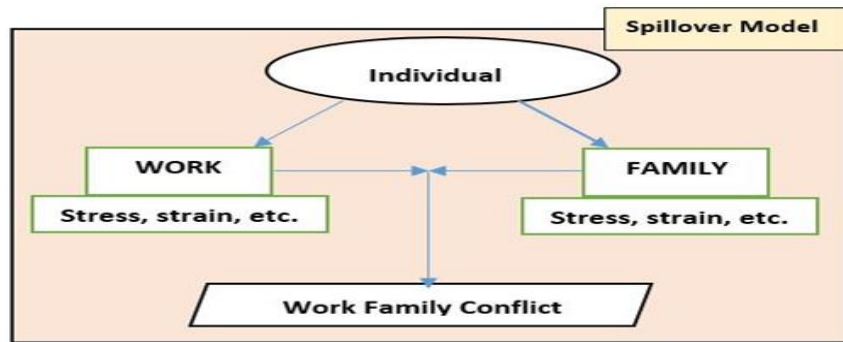 Spillover Model
Individual
WORK
FAMILY
Stress, strain, etc.
Stress, strain, etc.
Work Family Conflict